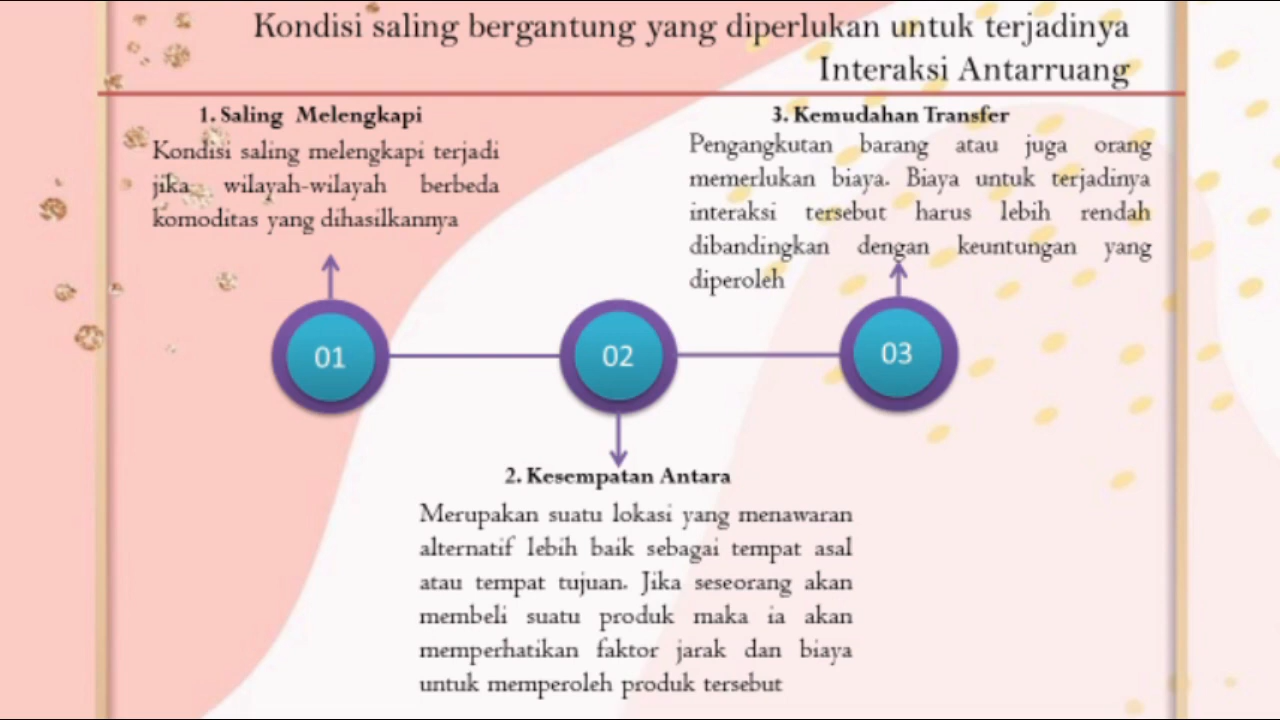 Kondisi saling bergantung yang diperlukan untuk terjadinya
Interaksi Antarruang
1. Saling Melengkapi
Kondisi saling melengkapi terjadi
jika wilayah-wilayah berbeda
komoditas yang dihasilkannya
3. Kemudahan Transfer
Pengangkutan barang atau juga orang
memerlukan biaya. Biaya untuk terjadinya
interaksi tersebut harus lebih rendah
dibandingkan dengan keuntungan yang
diperoleh
01
02
03
2. Kesempatan Antara
Merupakan suatu lokasi yang menawaran
alternatif lebih baik sebagai tempat asal
atau tempat tujuan. Jika seseorang akan
membeli suatu produk maka ia akan
memperhatikan faktor jarak dan biaya
untuk memperoleh produk tersebut